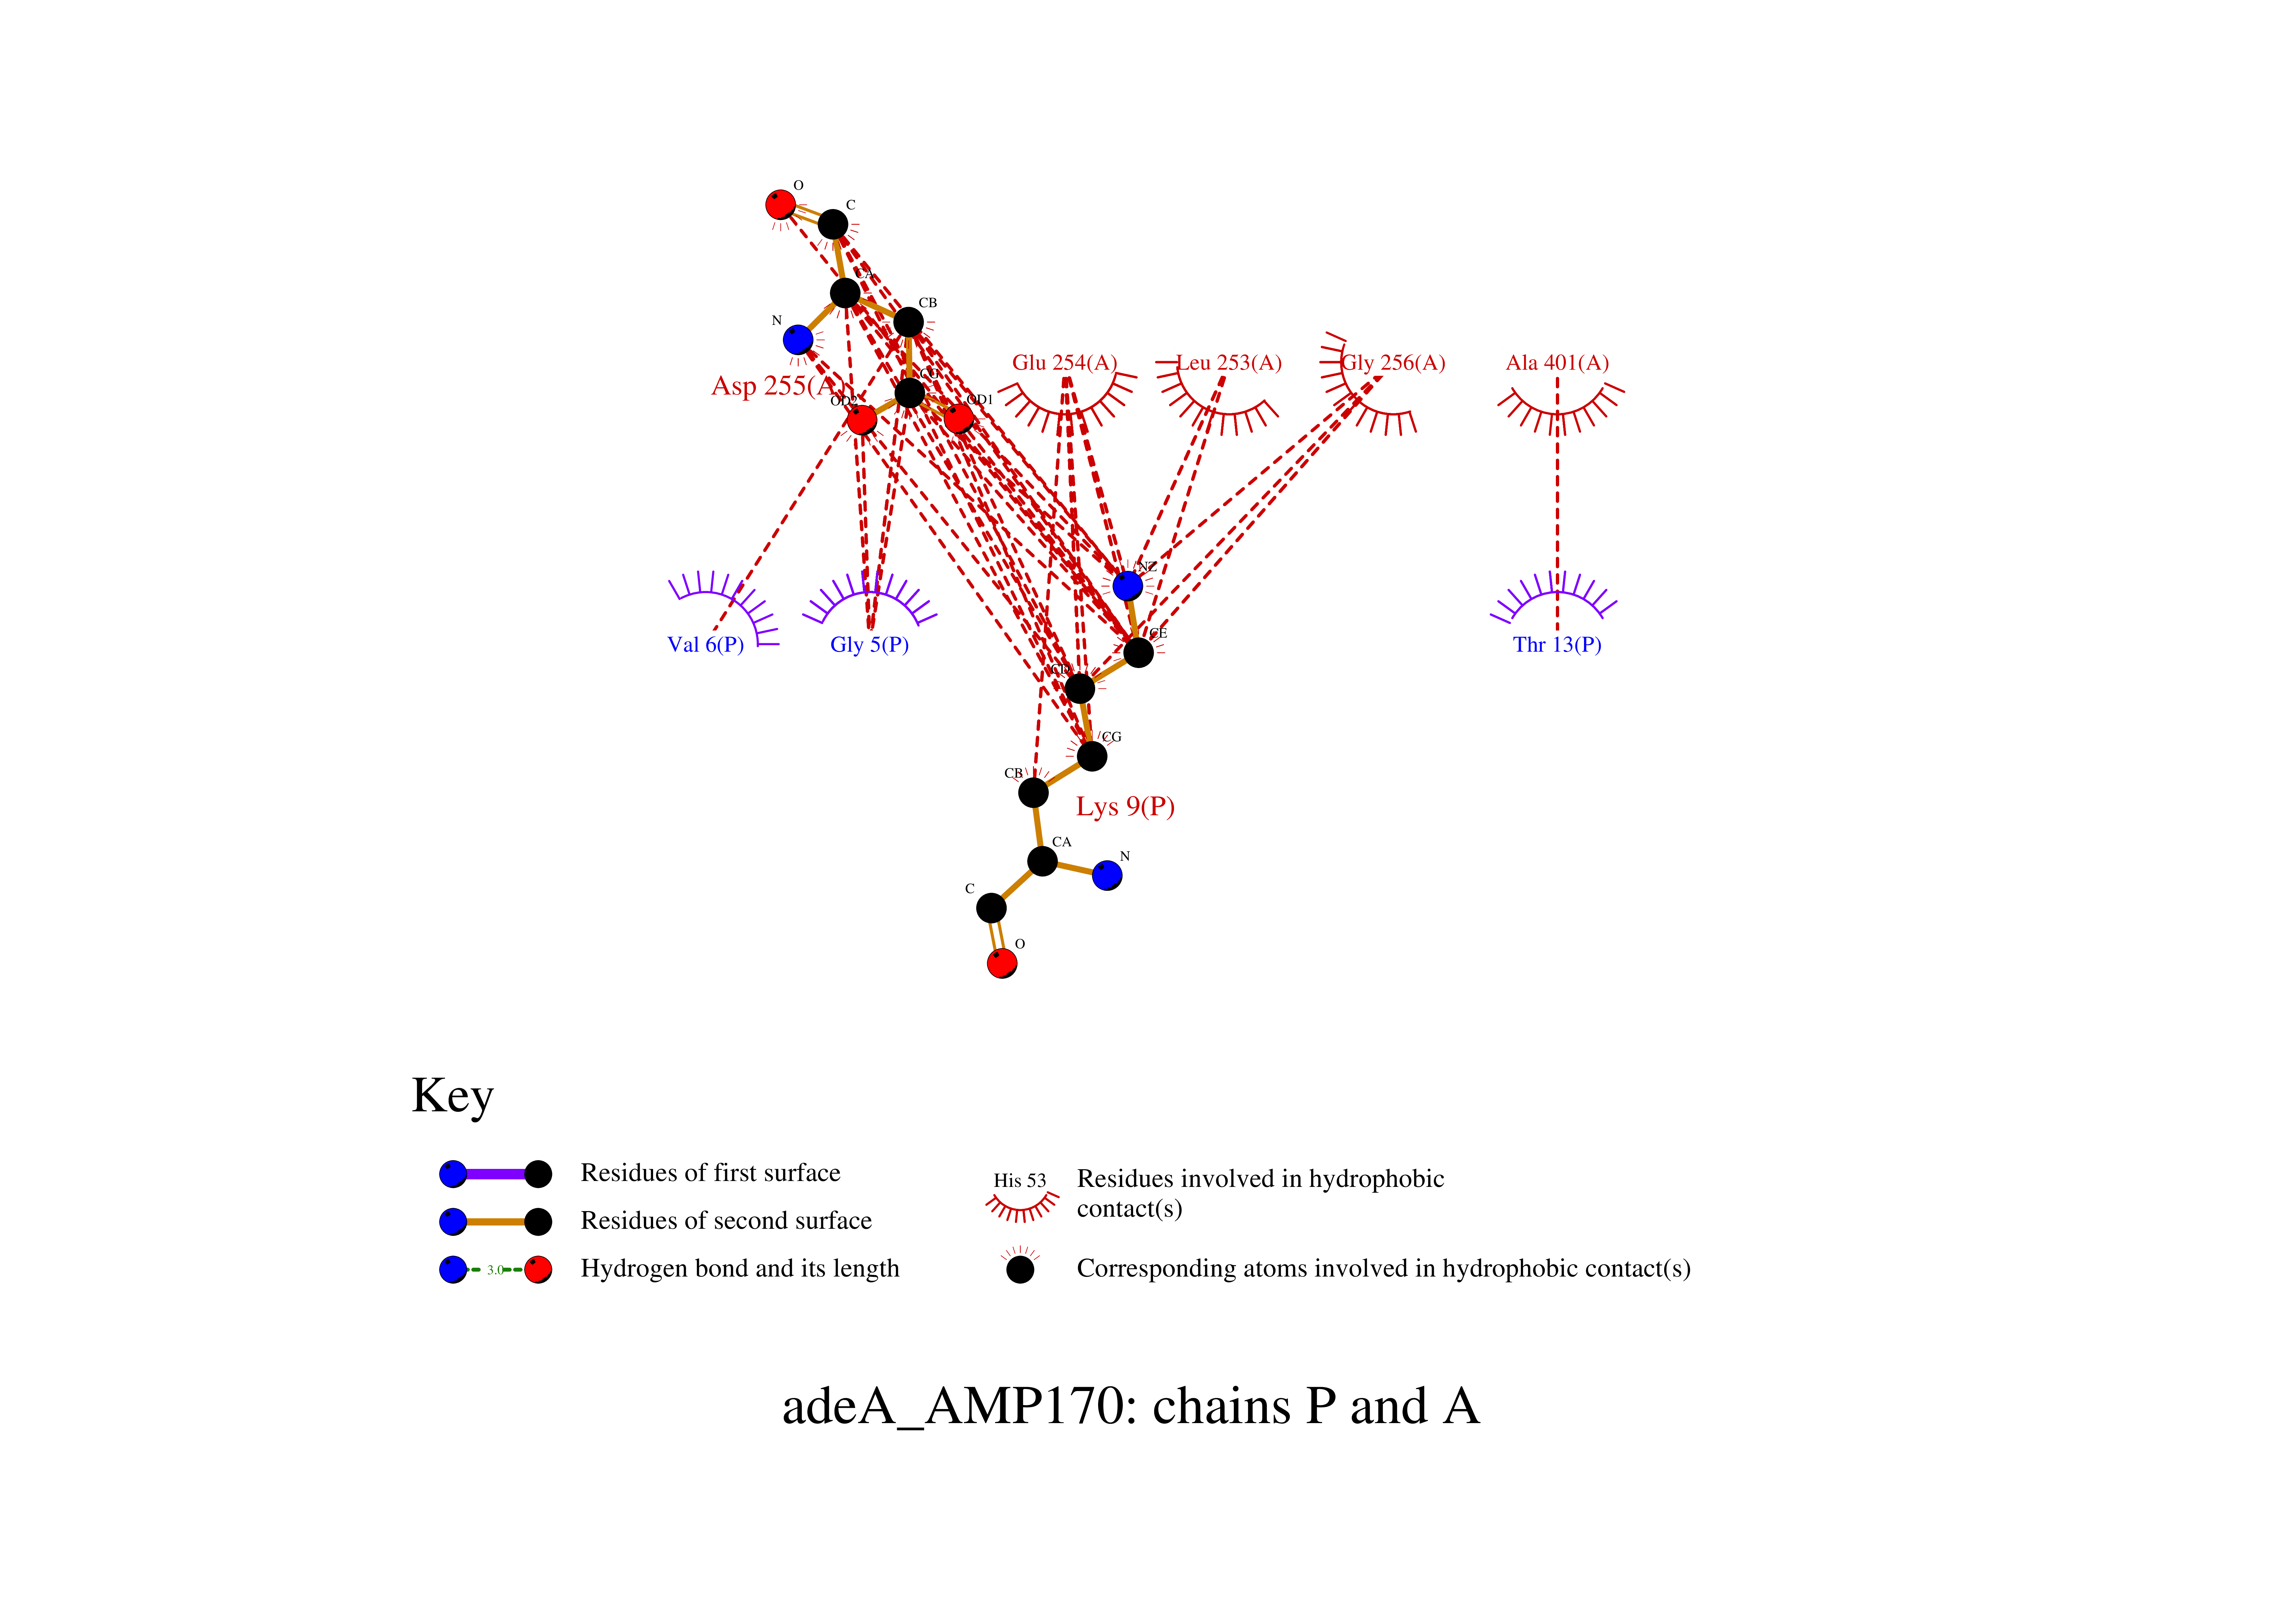 O
C
CA
CB
N
CG
Asp 255(A)
OD2
OD1
Glu 254(A)
Leu 253(A)
Gly 256(A)
Ala 401(A)
NZ
Val 6(P)
Gly 5(P)
CE
Thr 13(P)
CD
CG
CB
Lys 9(P)
CA
N
C
O
Key
Residues of first surface
Residues of second surface
3.0
Hydrogen bond and its length
His 53
Residues involved in hydrophobic
contact(s)
Corresponding atoms involved in hydrophobic contact(s)
adeA_AMP170: chains P and A